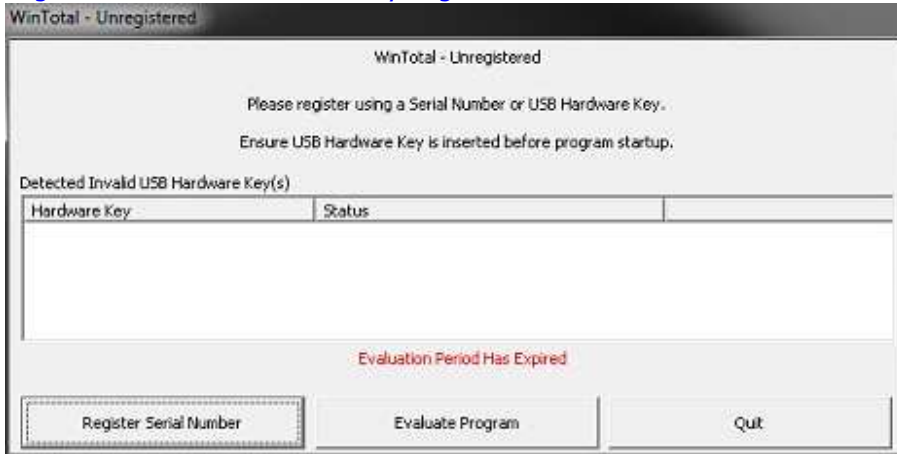 WinTotal - Unregistered
WinTotal - Unregistered
Please register using a Serial Number or USB Hardware Key.
Ensure USB Hardware Key is inserted before program startup.
Detected Invalid USB Hardware Key(s)
Hardware Key Status
Evaluation Period Has Expired
Register Serial Number Evaluate Program Quit